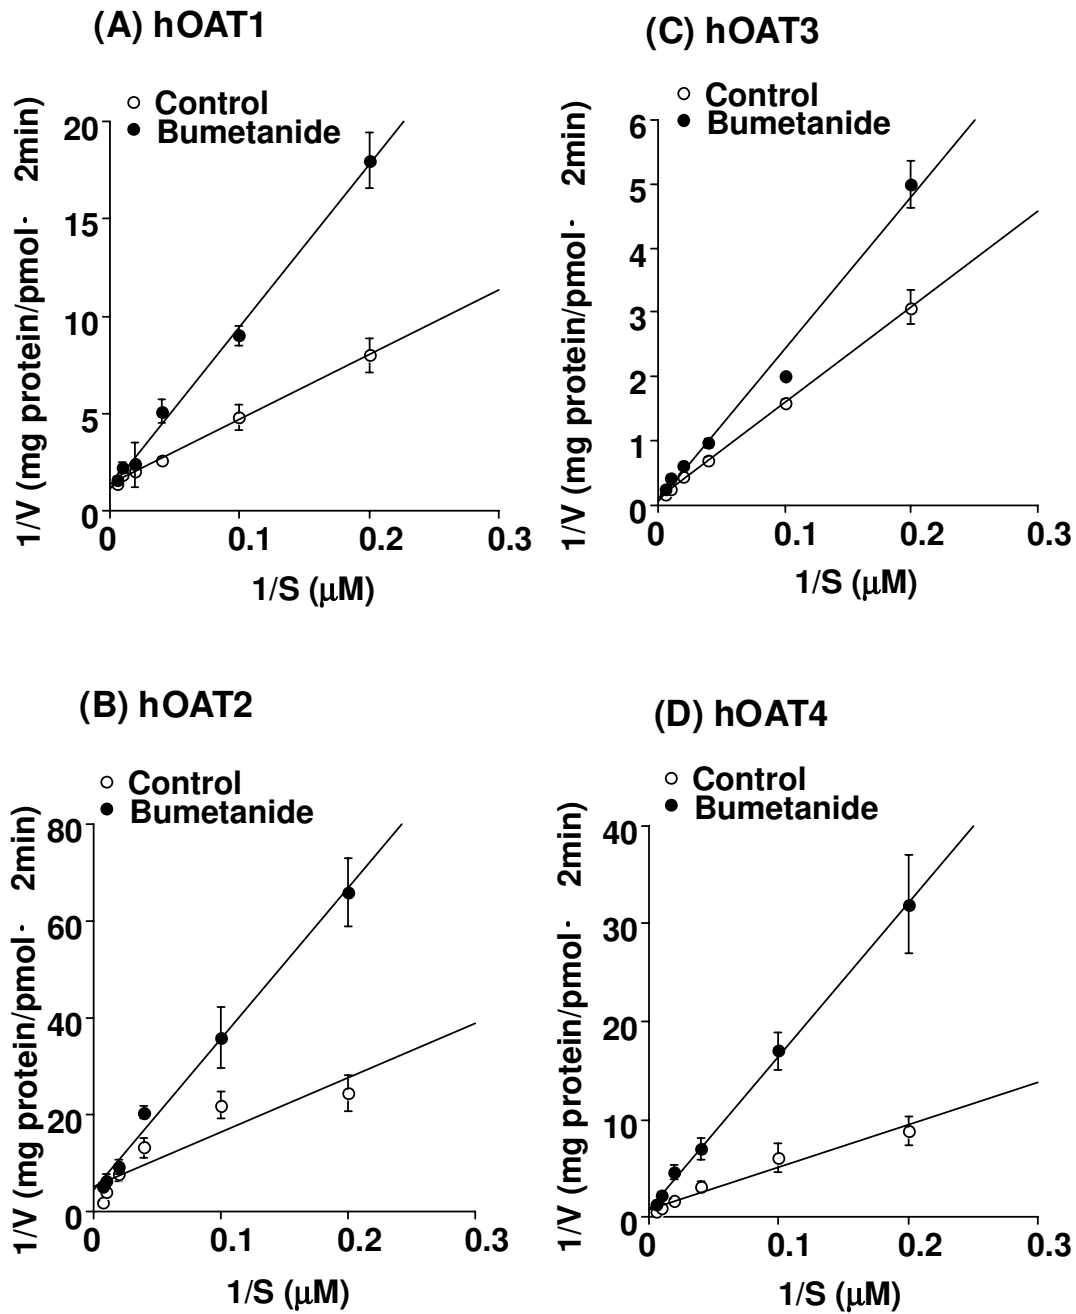 (A) hOAT1
Control
Bumetanide
1/V (mg protein/pmol· 2min)
20
15
10
5
0
0 0.1 0.2 0.3
1/S (μM)
(C) hOAT3
Control
Bumetanide
1/V (mg protein/pmol· 2min)
6
5
4
3
2
1
0
0 0.1 0.2 0.3
1/S (μM)
(B) hOAT2
Control
Bumetanide
1/V (mg protein/pmol· 2min)
80
60
40
20
0
0 0.1 0.2 0.3
1/S (μM)
(D) hOAT4
Control
Bumetanide
1/V (mg protein/pmol· 2min)
40
30
20
10
0
0 0.1 0.2 0.3
1/S (μM)